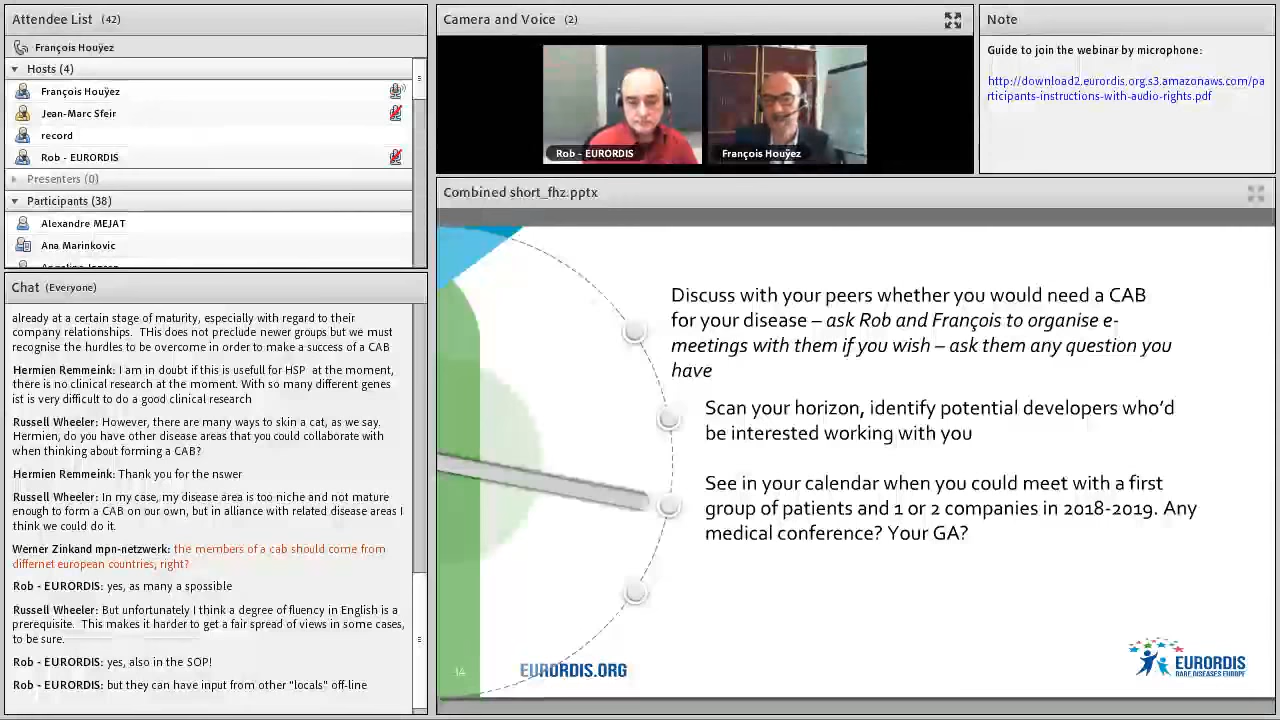 Attendee List (42)
François Houÿez
Hosts (4)
François Houÿez
Jean-Marc Sfeir
record
Rob - EURORDIS
Presenters (0)
Participants (38)
Alexandre MEJAT
Ana Marinkovic
Chat (Everyone)
already at a certain stage of maturity, especially with regard to their
company relationships. This does not preclude newer groups but we must
recognise the hurdles to be overcome in order to make a success of a CAB
Hermien Remmeink: I am in doubt if this is usefull for HSP at the moment,
there is no clinical research at the moment. With so many different genes
ist is very difficult to do a good clinical research
Russell Wheeler: However, there are many ways to skin a cat, as we say.
Hermien, do you have other disease areas that you could collaborate with
when thinking about forming a CAB?
Hermien Remmeink: Thank you for the nswer
Russell Wheeler: In my case, my disease area is too niche and not mature
enough to form a CAB on our own, but in alliance with related disease areas I
think we could do it.
Werner Zinkand mpn-netzwerk: the members of a cab should come from
differnet european countries, right?
Rob - EURORDIS: yes, as many a spossible
Russell Wheeler: But unfortunately I think a degree of fluency in English is a
prerequisite. This makes it harder to get a fair spread of views in some cases,
to be sure.
Rob - EURORDIS: yes, also in the SOP!
Rob - EURORDIS: but they can have input from other "locals" off-line
Camera and Voice (2)
Rob - EURORDIS
François Houÿez
Note
Guide to join the webinar by microphone:
http://download2.eurordis.org.s3.amazonaws.com/pa
rticipants-instructions-with-audio-rights.pdf
Combined short_fhz.pptx
Discuss with your peers whether you would need a CAB
for your disease – ask Rob and François to organise e-
meetings with them if you wish – ask them any question you
have
Scan your horizon, identify potential developers who'd
be interested working with you
See in your calendar when you could meet with a first
group of patients and 1 or 2 companies in 2018-2019. Any
medical conference? Your GA?
14
EURORDIS.ORG
EURORDIS
RARE DISEASES EUROPE